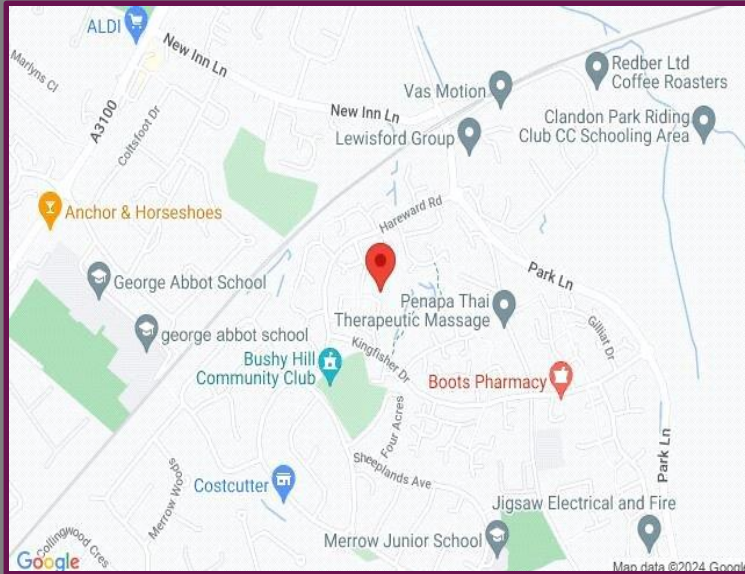 ALDI
New Inn Ln
Marlyns Cl
A3100
Coltsfoot Dr
New Inn Ln
Vas Motion
Redber Ltd
Coffee Roasters
Lewisford Group
Clandon Park Riding
Club CC Schooling Area
Anchor & Horseshoes
Hareward Rd
Park Ln
George Abbot School
Penapa Thai
Therapeutic Massage
george abbot school
Gilliat Dr
Bushy Hill
Community Club
Kingfisher Dr
Boots Pharmacy
Four Acres
Park Ln
Sheeplands Ave
Merrow Woods
Costcutter
Jigsaw Electrical and Fire
Collingwood Cres
Merrow Junior School
Google
Map data ©2024 Google